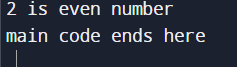 2 is even number
main code ends here